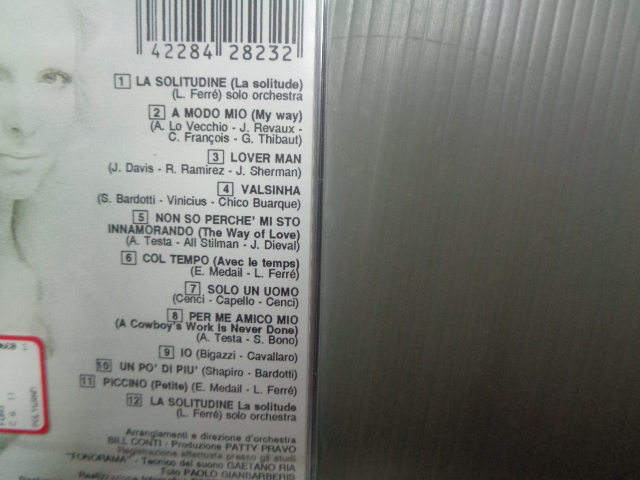 42284 28232
1 LA SOLITUDINE (La solitude)
(L. Ferré) solo orchestra
2 A MODO MIO (My way)
(A. Lo Vecchio - J. Revaux -
C. François - G. Thibaut)
3 LOVER MAN
(J. Davis - R. Ramirez - J. Sherman)
4 VALSINHA
(S. Bardotti - Vinicius - Chico Buarque)
5 NON SO PERCHE' MI STO
INNAMORANDO (The Way of Love)
(A. Testa - All Stilman - J. Dieval)
6 COL TEMPO (Avec le temps)
(E. Medail - L. Ferré)
7 SOLO UN UOMO
(Cenci - Capello - Cenci)
8 PER ME AMICO MIO
(A Cowboy's Work Is Never Done)
(A. Testa - S. Bono)
9 IO (Bigazzi - Cavallaro)
10 UN PO' DI PIU' (Shapiro - Bardotti)
11 PICCINO (Petite) (E. Medail - L. Ferré)
12 LA SOLITUDINE La solitude
(L. Ferré) solo orchestra
Arrangiamenti e direzione d'orchestra
BILL CONTI - Produzione PATTY PRAVO
Registrazione effettuata presso gli studi
"FONORAMA" - Tecnico del suono GAETANO RIA
Foto PAOLO GIANBARBERIS